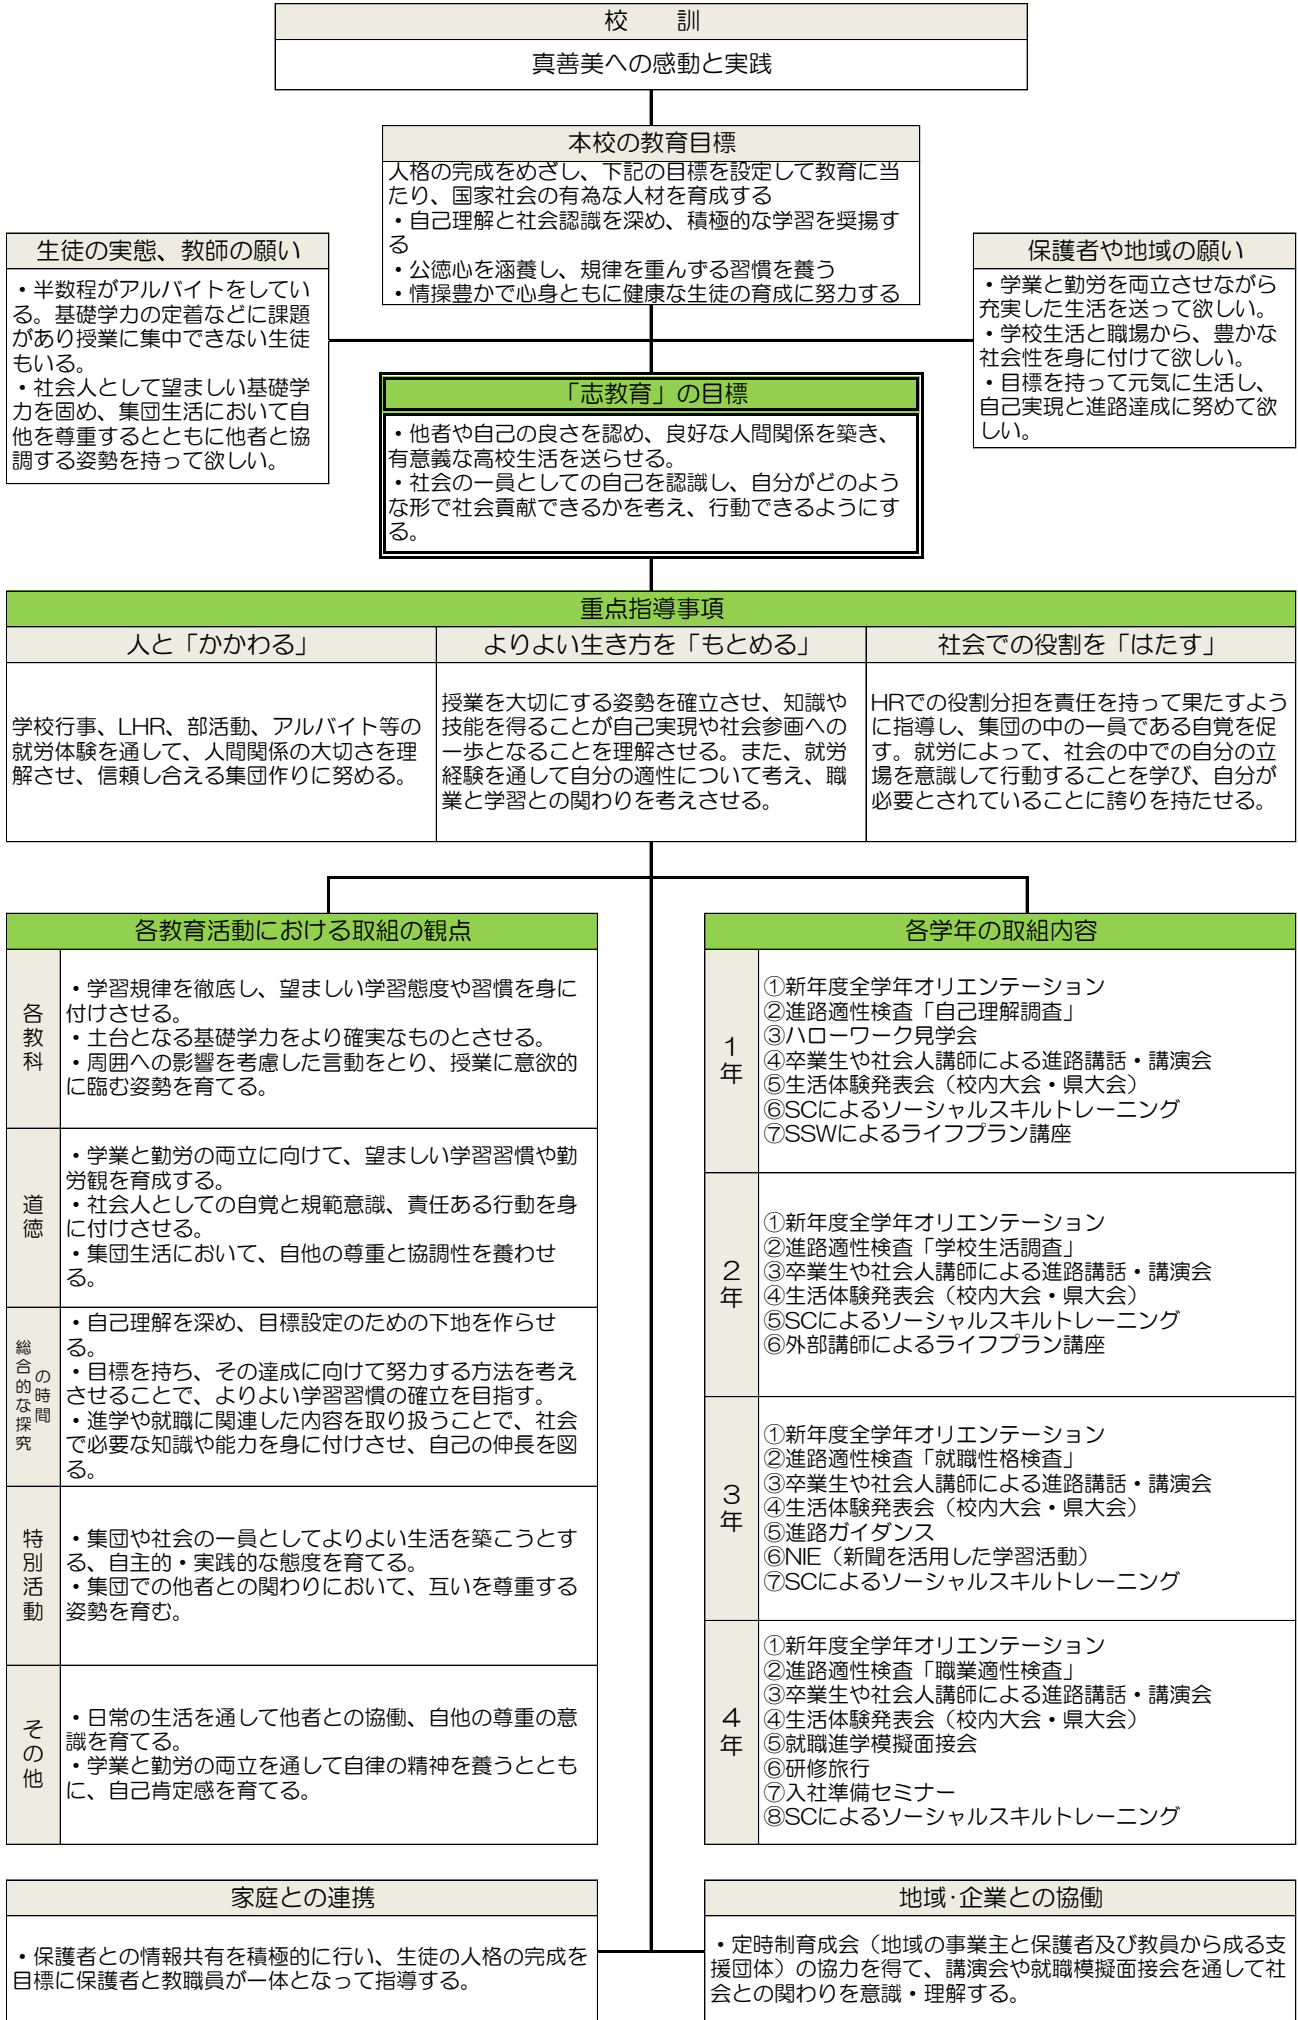 校　　訓
真善美への感動と実践
本校の教育目標
人格の完成をめざし、下記の目標を設定して教育に当
たり、国家社会の有為な人材を育成する
・自己理解と社会認識を深め、積極的な学習を奨揚す
る
・公徳心を涵養し、規律を重んずる習慣を養う
・情操豊かで心身ともに健康な生徒の育成に努力する
生徒の実態、教師の願い
・半数程がアルバイトをしてい
る。基礎学力の定着などに課題
があり授業に集中できない生徒
もいる。
・社会人として望ましい基礎学
力を固め、集団生活において自
他を尊重するとともに他者と協
調する姿勢を持って欲しい。
保護者や地域の願い
・学業と勤労を両立させながら
充実した生活を送って欲しい。
・学校生活と職場から、豊かな
社会性を身に付けて欲しい。
・目標を持って元気に生活し、
自己実現と進路達成に努めて欲
しい。
「志教育」の目標
・他者や自己の良さを認め、良好な人間関係を築き、
有意義な高校生活を送らせる。
・社会の一員としての自己を認識し、自分がどのよう
な形で社会貢献できるかを考え、行動できるようにす
る。
重点指導事項
人と「かかわる」
学校行事、LHR、部活動、アルバイト等の
就労体験を通して、人間関係の大切さを理
解させ、信頼し合える集団作りに努める。
よりよい生き方を「もとめる」
授業を大切にする姿勢を確立させ、知識や
技能を得ることが自己実現や社会参画への
一歩となることを理解させる。また、就労
経験を通して自分の適性について考え、職
業と学習との関わりを考えさせる。
社会での役割を「はたす」
HRでの役割分担を責任を持って果たすよう
に指導し、集団の中の一員である自覚を促
す。就労によって、社会の中での自分の立
場を意識して行動することを学び、自分が
必要とされていることに誇りを持たせる。
各教育活動における取組の観点
各教科
・学習規律を徹底し、望ましい学習態度や習慣を身に
付けさせる。
・土台となる基礎学力をより確実なものとさせる。
・周囲への影響を考慮した言動をとり、授業に意欲的
に臨む姿勢を育てる。
道徳
・学業と勤労の両立に向けて、望ましい学習習慣や勤
労観を育成する。
・社会人としての自覚と規範意識、責任ある行動を身
に付けさせる。
・集団生活において、自他の尊重と協調性を養わせ
る。
総合的な探究
の時間
・自己理解を深め、目標設定のための下地を作らせ
る。
・目標を持ち、その達成に向けて努力する方法を考え
させることで、よりよい学習習慣の確立を目指す。
・進学や就職に関連した内容を取り扱うことで、社会
で必要な知識や能力を身に付けさせ、自己の伸長を図
る。
特別活動
・集団や社会の一員としてよりよい生活を築こうとす
る、自主的・実践的な態度を育てる。
・集団での他者との関わりにおいて、互いを尊重する
姿勢を育む。
その他
・日常の生活を通して他者との協働、自他の尊重の意
識を育てる。
・学業と勤労の両立を通して自律の精神を養うととも
に、自己肯定感を育てる。
各学年の取組内容
1年
①新年度全学年オリエンテーション
②進路適性検査「自己理解調査」
③ハローワーク見学会
④卒業生や社会人講師による進路講話・講演会
⑤生活体験発表会（校内大会・県大会）
⑥SCによるソーシャルスキルトレーニング
⑦SSWによるライフプラン講座
2年
①新年度全学年オリエンテーション
②進路適性検査「学校生活調査」
③卒業生や社会人講師による進路講話・講演会
④生活体験発表会（校内大会・県大会）
⑤SCによるソーシャルスキルトレーニング
⑥外部講師によるライフプラン講座
3年
①新年度全学年オリエンテーション
②進路適性検査「就職性格検査」
③卒業生や社会人講師による進路講話・講演会
④生活体験発表会（校内大会・県大会）
⑤進路ガイダンス
⑥NIE（新聞を活用した学習活動）
⑦SCによるソーシャルスキルトレーニング
4年
①新年度全学年オリエンテーション
②進路適性検査「職業適性検査」
③卒業生や社会人講師による進路講話・講演会
④生活体験発表会（校内大会・県大会）
⑤就職進学模擬面接会
⑥研修旅行
⑦入社準備セミナー
⑧SCによるソーシャルスキルトレーニング
家庭との連携
・保護者との情報共有を積極的に行い、生徒の人格の完成を
目標に保護者と教職員が一体となって指導する。
地域･企業との協働
・定時制育成会（地域の事業主と保護者及び教員から成る支
援団体）の協力を得て、講演会や就職模擬面接会を通して社
会との関わりを意識・理解する。